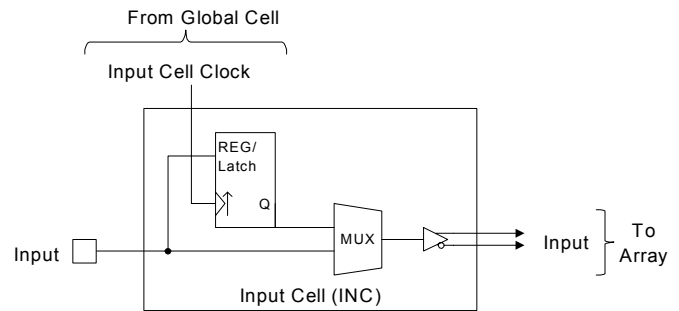 From Global Cell
Input Cell Clock
REG/
Latch
Q
MUX
Input
Input
To
Array
Input Cell (INC)